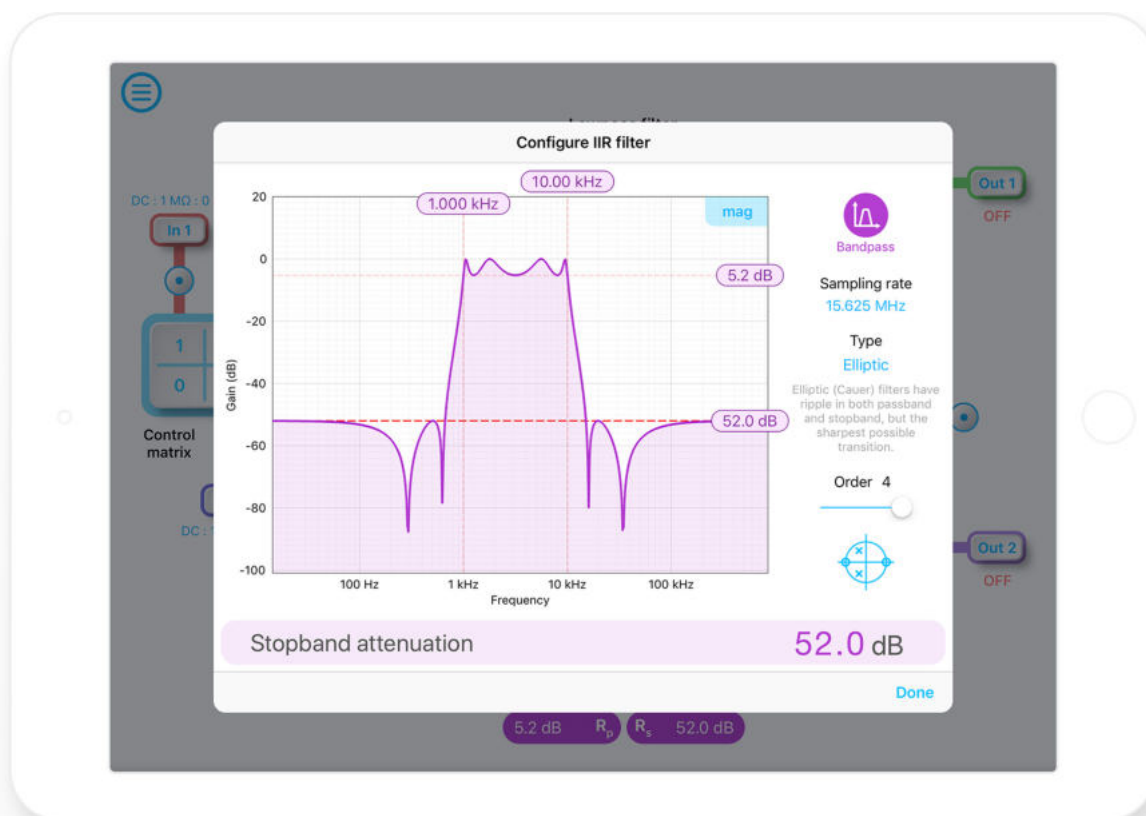 Configure IIR filter
10.00 kHz
1.000 kHz
mag
20
0
-20
-40
-60
-80
-100
Gain (dB)
100 Hz
1 kHz
10 kHz
100 kHz
Frequency
5.2 dB
52.0 dB
Bandpass
Sampling rate
15.625 MHz
Type
Elliptic
Elliptic (Cauer) filters have
ripple in both passband
and stopband, but the
sharpest possible
transition.
Order 4
Stopband attenuation
52.0 dB
Done
DC : 1 MΩ : 0
In 1
1
0
Control
matrix
DC :
Out 1
OFF
Out 2
OFF
5.2 dB Rp
Rs 52.0 dB